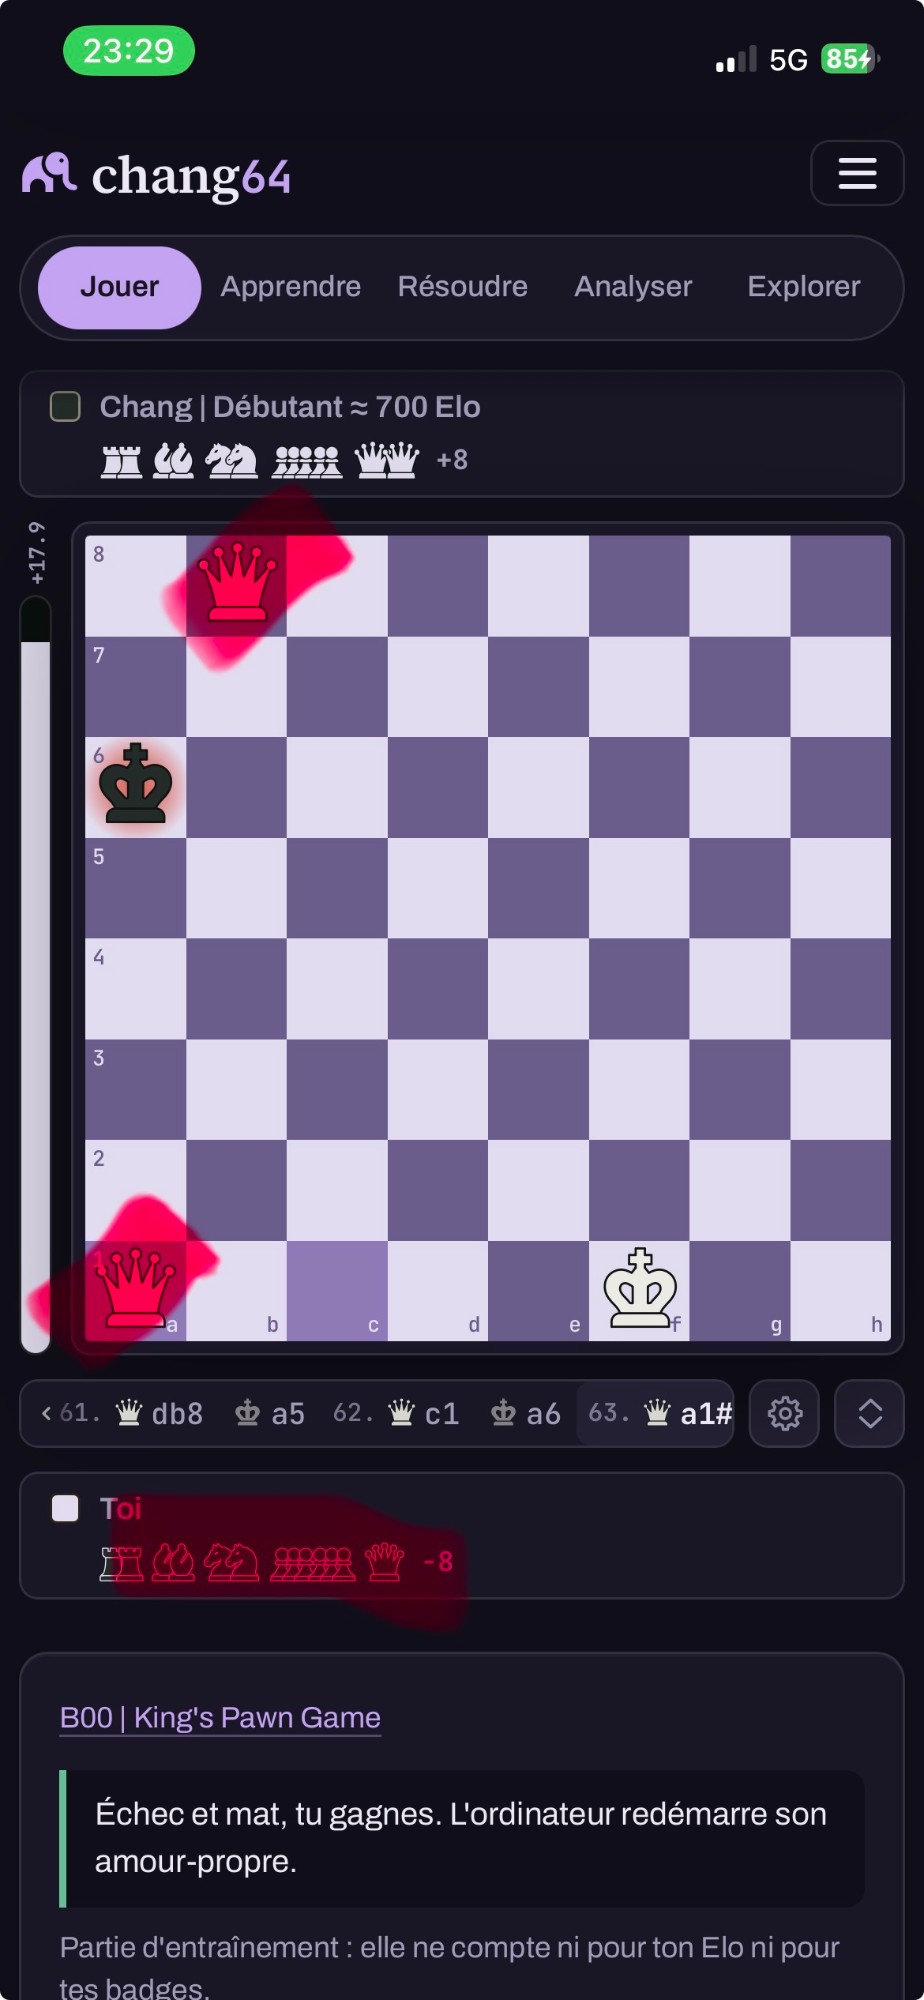 23:29 5G 85
chang64
Jouer Apprendre Résoudre Analyser Explorer
Chang | Débutant ≈ 700 Elo
+8
+17.9
8
7
6
5
4
3
2
1
a b c d e f g h
61. db8 a5 62. c1 a6 63. a1#
Toi
-8
B00 | King's Pawn Game
Échec et mat, tu gagnes. L'ordinateur redémarre son
amour-propre.
Partie d'entraînement : elle ne compte ni pour ton Elo ni pour
tes badges.